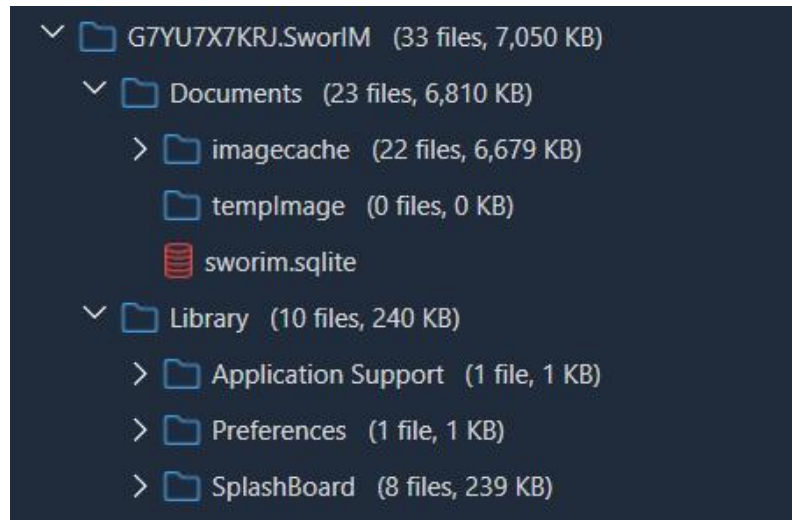 G7YU7X7KRJ.SworIM (33 files, 7,050 KB)
Documents (23 files, 6,810 KB)
imagecache (22 files, 6,679 KB)
tempImage (0 files, 0 KB)
sworim.sqlite
Library (10 files, 240 KB)
Application Support (1 file, 1 KB)
Preferences (1 file, 1 KB)
SplashBoard (8 files, 239 KB)